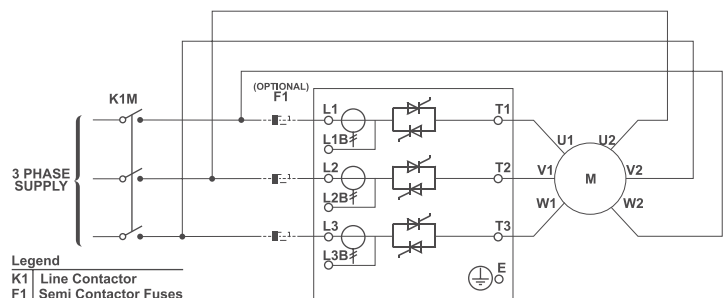 K1M
(OPTIONAL)
F1
L1
T1
L1B
U1
U2
L2
T2
3 PHASE
SUPPLY
V1
M
V2
L2B
W1
W2
L3
T3
L3B
E
Legend
K1 Line Contactor
F1 Semi Contactor Fuses